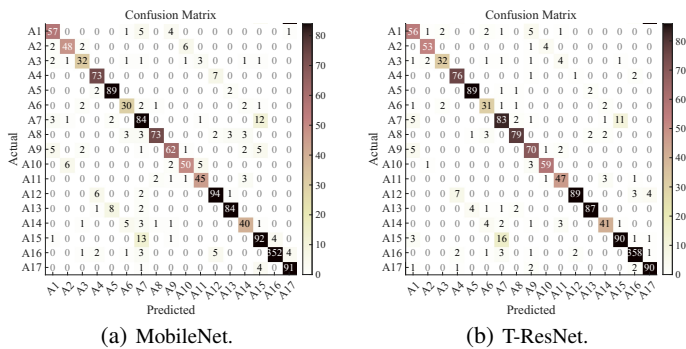 Confusion Matrix
Actual
A1 57 0 0 0 0 1 5 0 4 0 0 0 0 0 0 0 1
A2 2 48 2 0 0 0 0 0 0 6 0 0 0 0 0 0 0
A3 2 1 32 0 0 2 1 0 1 1 3 0 0 1 1 0 0
A4 0 0 0 73 0 0 0 0 0 0 0 7 0 0 0 0 0
A5 0 0 0 0 89 0 0 0 0 0 0 0 2 0 0 0 0
A6 0 0 2 0 0 30 2 1 0 0 0 0 0 2 1 0 0
A7 3 1 0 0 2 0 84 0 0 0 1 0 0 2 12 0 0
A8 0 0 0 0 0 3 3 73 0 0 0 2 3 3 0 0 0
A9 5 0 2 0 0 0 1 0 62 1 0 0 0 2 5 0 0
A10 0 6 0 0 0 0 0 0 2 50 5 0 0 0 0 0 0
A11 0 0 0 0 0 0 0 2 1 1 45 0 0 3 0 0 0
A12 0 0 0 6 0 0 2 0 0 0 0 94 1 0 0 0 0
A13 0 0 0 5 8 0 2 0 0 0 0 1 84 0 0 0 0
A14 0 0 1 0 0 5 3 1 1 0 0 0 0 40 1 0 0
A15 1 0 0 0 0 0 13 0 0 0 0 0 0 0 92 4 0
A16 0 0 1 2 0 1 3 2 0 0 0 5 0 0 2 352 4
A17 0 0 0 0 0 0 1 0 0 0 0 0 0 0 4 0 91
A1 A2 A3 A4 A5 A6 A7 A8 A9 A10 A11 A12 A13 A14 A15 A16 A17
Predicted
80
70
60
50
40
30
20
10
0
(a) MobileNet.
Confusion Matrix
Actual
A1 56 1 0 0 0 2 1 0 5 0 1 0 0 1 0 0 0
A2 0 53 0 0 0 0 0 0 1 4 0 0 0 0 0 0 0
A3 2 2 32 0 0 2 1 0 1 0 4 0 0 1 0 0 0
A4 0 0 0 76 0 0 0 0 0 0 0 2 1 0 0 0 0
A5 0 0 0 0 89 0 0 0 0 0 0 0 2 0 0 0 0
A6 0 0 2 0 0 31 1 1 0 0 0 0 0 2 1 0 0
A7 5 0 0 0 1 0 83 2 0 0 1 0 0 2 11 0 0
A8 0 0 0 0 0 1 2 79 0 0 0 0 2 2 0 0 0
A9 5 0 2 0 0 0 1 0 70 1 0 0 0 0 2 0 0
A10 0 1 0 0 0 0 0 0 3 59 0 0 0 0 0 0 0
A11 0 0 0 0 0 0 0 0 0 1 47 0 0 3 0 1 0
A12 0 0 0 7 0 0 1 2 0 0 0 89 0 0 0 3 4
A13 0 0 0 0 4 1 1 2 0 0 0 0 87 0 0 0 0
A14 0 0 1 0 0 4 2 0 1 0 3 0 0 41 1 0 0
A15 3 0 0 0 0 0 16 0 0 0 0 0 0 0 90 1 1
A16 0 0 0 2 0 1 3 0 1 0 0 2 0 0 0 358 1
A17 0 0 0 0 0 0 1 0 0 0 0 0 0 0 0 2 90
A1 A2 A3 A4 A5 A6 A7 A8 A9 A10 A11 A12 A13 A14 A15 A16 A17
Predicted
80
60
40
20
0
(b) T-ResNet.